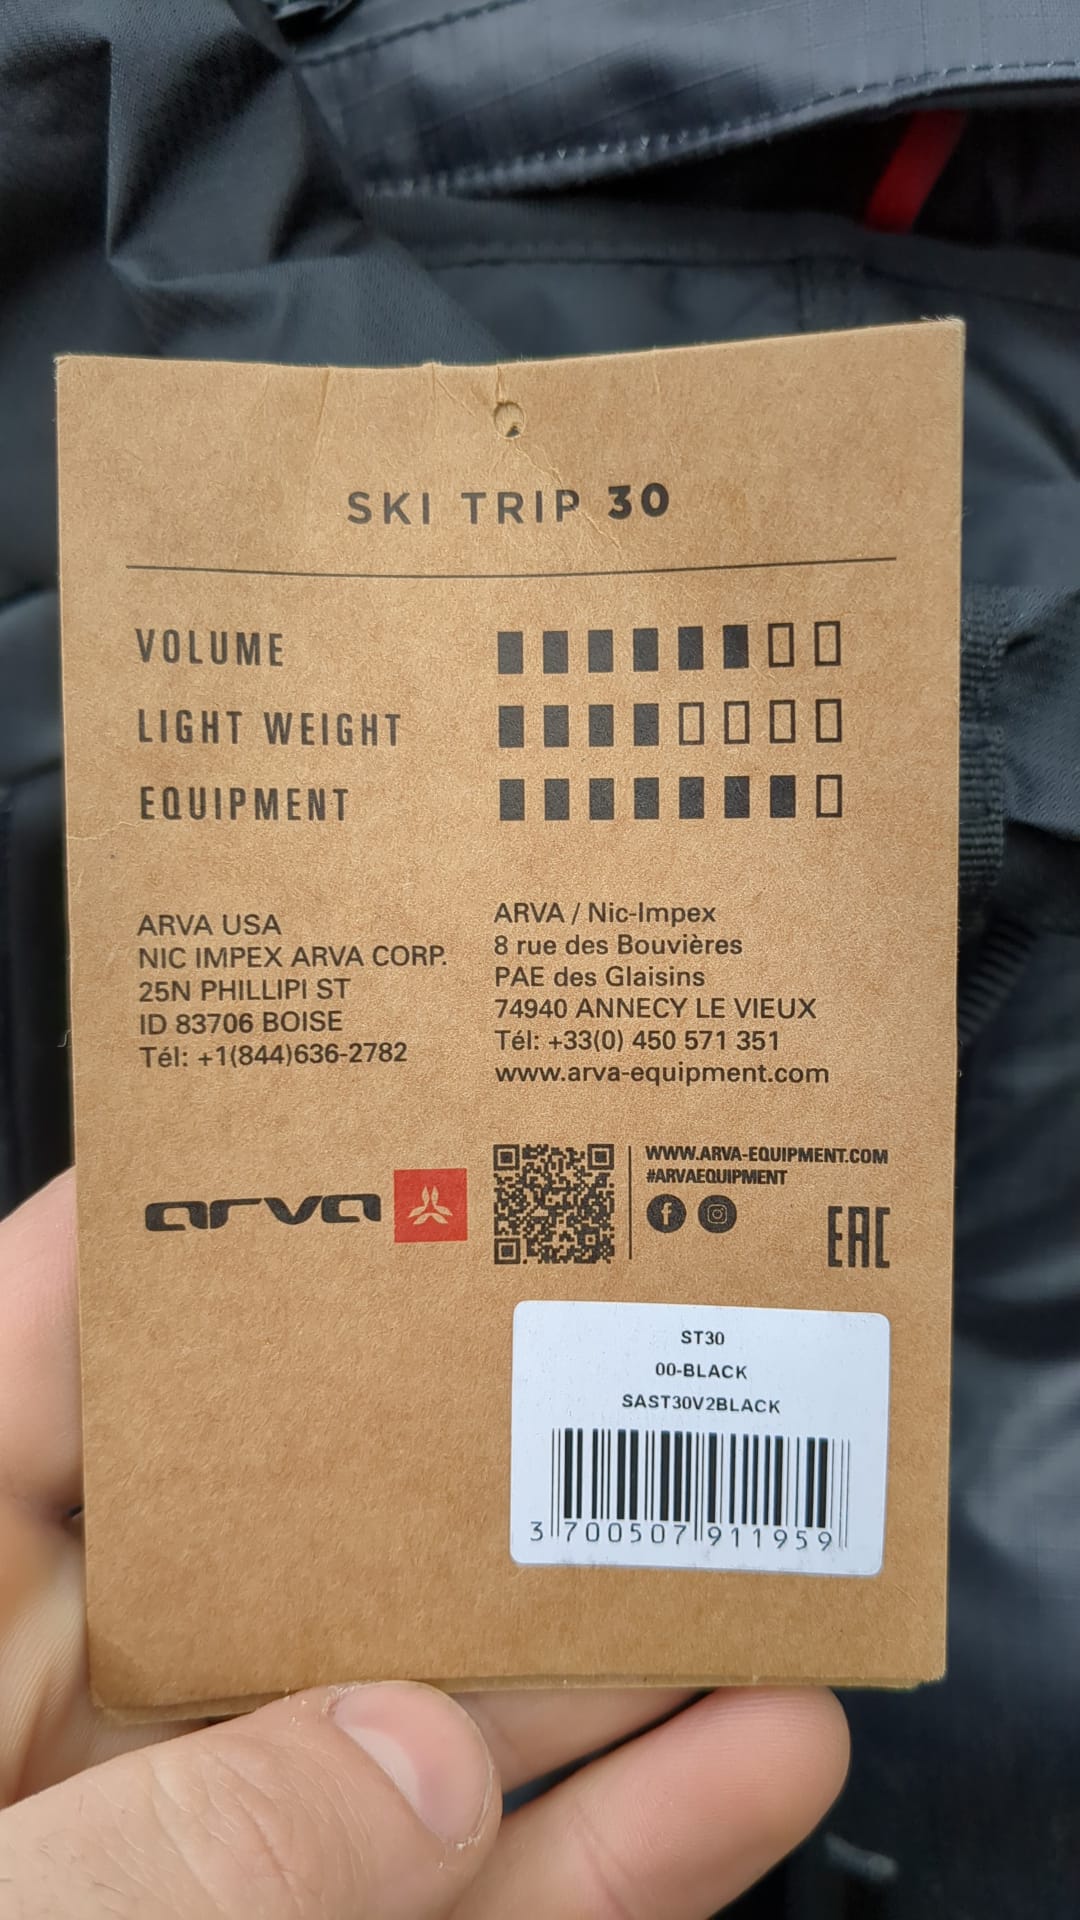 SKI TRIP 30
VOLUME
LIGHT WEIGHT
EQUIPMENT
ARVA USA
NIC IMPEX ARVA CORP.
25N PHILLIPI ST
ID 83706 BOISE
Tél: +1(844)636-2782
ARVA / Nic-Impex
8 rue des Bouvières
PAE des Glaisins
74940 ANNECY LE VIEUX
Tél: +33(0) 450 571 351
www.arva-equipment.com
arva
WWW.ARVA-EQUIPMENT.COM
#ARVAEQUIPMENT
EAC
ST30
00-BLACK
SAST30V2BLACK
3 700507 911959